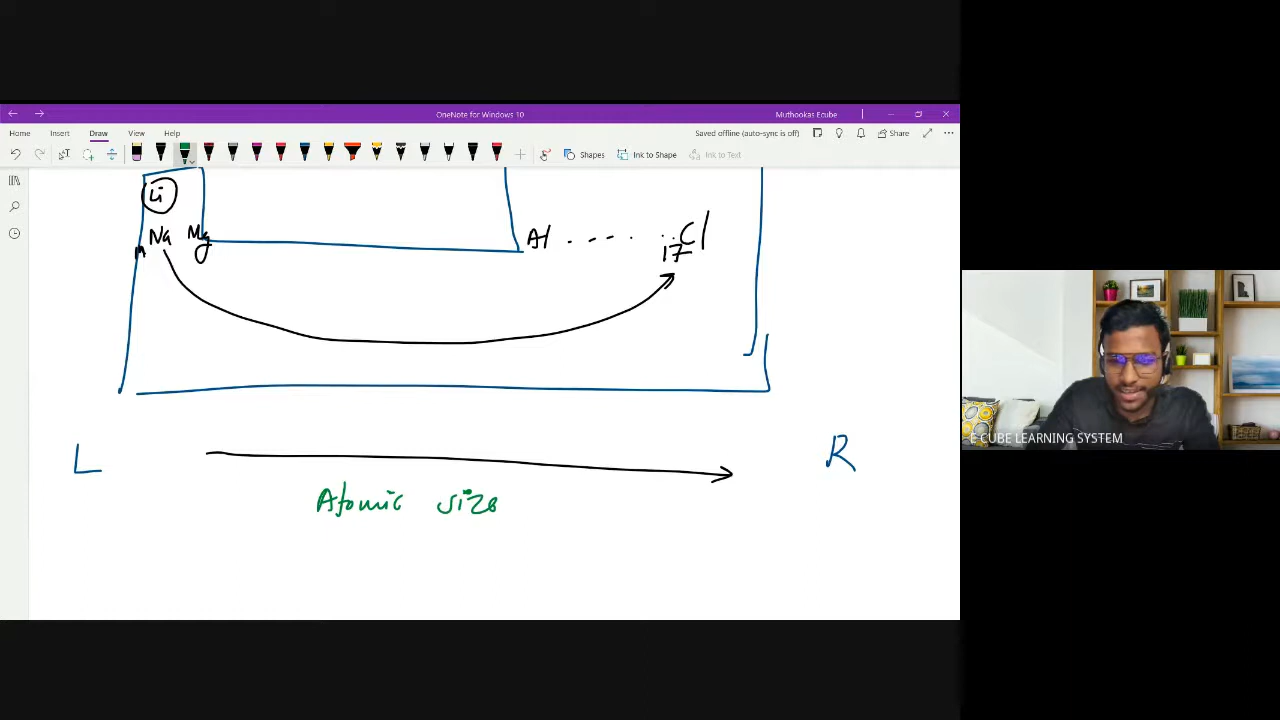 OneNote for Windows 10
Muthookas Ecube
Home Insert Draw View Help
Saved offline (auto-sync is off)
Share
Shapes
Ink to Shape
Ink to Text
Li
Na Mg Al Cl
17
L R
Atomic size
E CUBE LEARNING SYSTEM